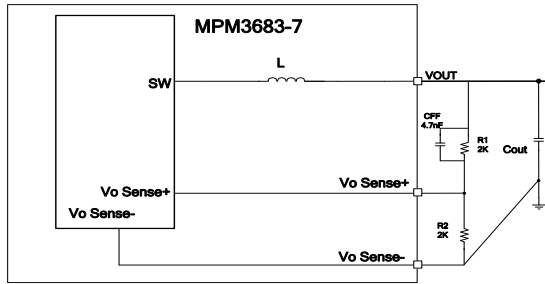 MPM3683-7
L
SW
VOUT
CFF
4.7nF
R1
2K
Cout
Vo Sense+
Vo Sense+
Vo Sense-
R2
2K
Vo Sense-